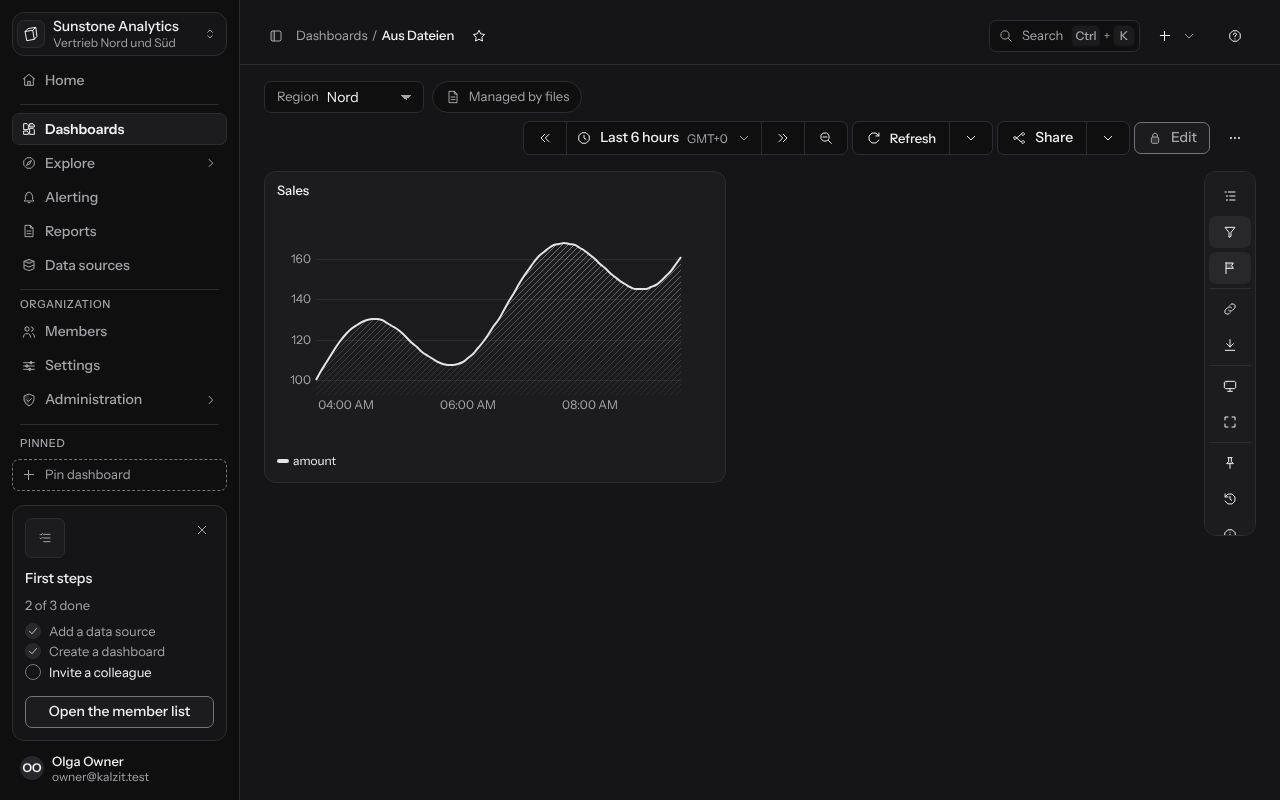 Sunstone Analytics
Vertrieb Nord und Süd
Home
Dashboards
Explore
Alerting
Reports
Data sources
ORGANIZATION
Members
Settings
Administration
PINNED
Pin dashboard
First steps
2 of 3 done
Add a data source
Create a dashboard
Invite a colleague
Open the member list
OO
Olga Owner
owner@kalzit.test
Dashboards / Aus Dateien
Search Ctrl + K
Region Nord
Managed by files
Last 6 hours GMT+0
Refresh
Share
Edit
Sales
160
140
120
100
04:00 AM 06:00 AM 08:00 AM
amount